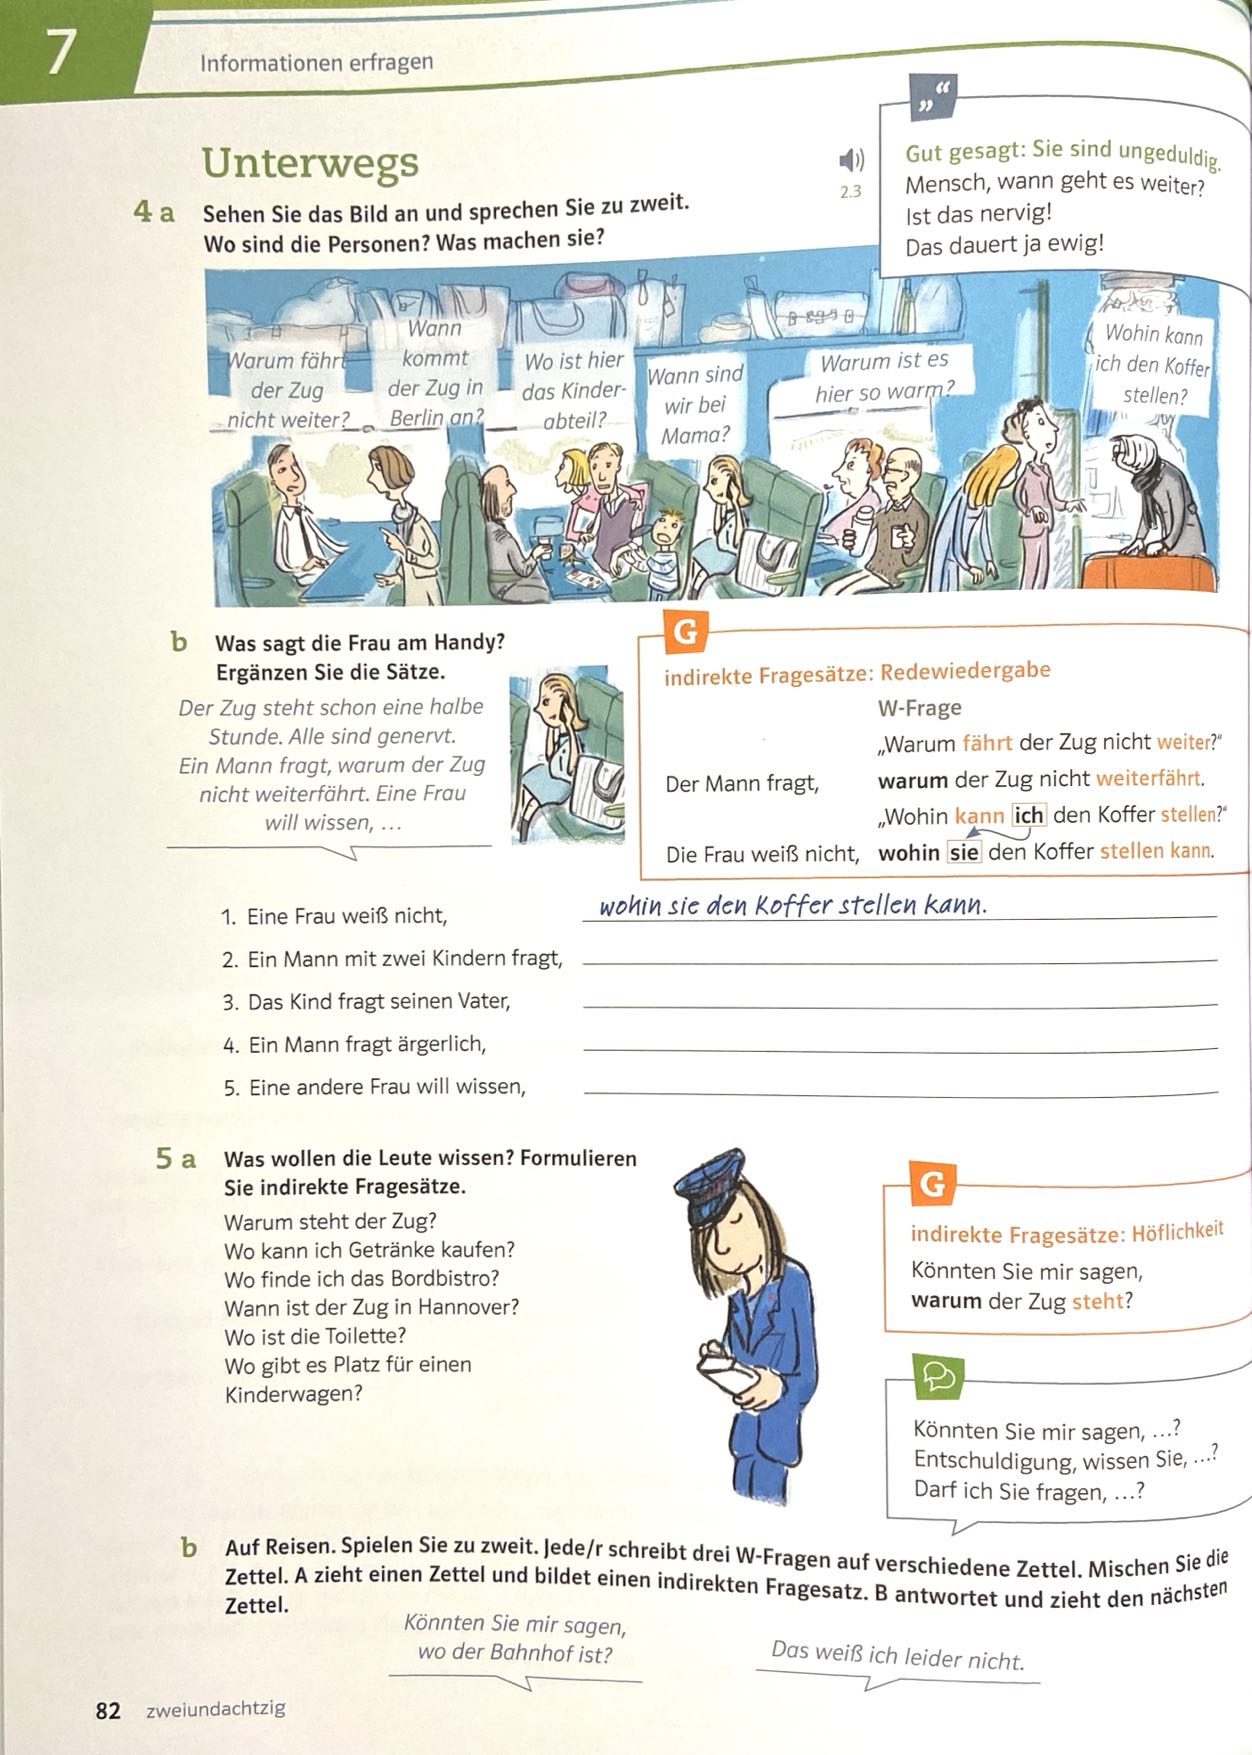 7
Informationen erfragen
Unterwegs
4 a Sehen Sie das Bild an und sprechen Sie zu zweit.
Wo sind die Personen? Was machen sie?
2.3
„“
Gut gesagt: Sie sind ungeduldig.
Mensch, wann geht es weiter?
Ist das nervig!
Das dauert ja ewig!
Warum fährt
der Zug
nicht weiter?
Wann
kommt
der Zug in
Berlin an?
Wo ist hier
das Kinder-
abteil?
Wann sind
wir bei
Mama?
Warum ist es
hier so warm?
Wohin kann
ich den Koffer
stellen?
b Was sagt die Frau am Handy?
Ergänzen Sie die Sätze.
Der Zug steht schon eine halbe
Stunde. Alle sind genervt.
Ein Mann fragt, warum der Zug
nicht weiterfährt. Eine Frau
will wissen, …
G
indirekte Fragesätze: Redewiedergabe
W-Frage
„Warum fährt der Zug nicht weiter?“
Der Mann fragt, warum der Zug nicht weiterfährt.
„Wohin kann ich den Koffer stellen?“
Die Frau weiß nicht, wohin sie den Koffer stellen kann.
1. Eine Frau weiß nicht, wohin sie den Koffer stellen kann.
2. Ein Mann mit zwei Kindern fragt,
3. Das Kind fragt seinen Vater,
4. Ein Mann fragt ärgerlich,
5. Eine andere Frau will wissen,
5 a Was wollen die Leute wissen? Formulieren
Sie indirekte Fragesätze.
Warum steht der Zug?
Wo kann ich Getränke kaufen?
Wo finde ich das Bordbistro?
Wann ist der Zug in Hannover?
Wo ist die Toilette?
Wo gibt es Platz für einen
Kinderwagen?
G
indirekte Fragesätze: Höflichkeit
Könnten Sie mir sagen,
warum der Zug steht?
Könnten Sie mir sagen, …?
Entschuldigung, wissen Sie, …?
Darf ich Sie fragen, …?
b Auf Reisen. Spielen Sie zu zweit. Jede/r schreibt drei W-Fragen auf verschiedene Zettel. Mischen Sie die
Zettel. A zieht einen Zettel und bildet einen indirekten Fragesatz. B antwortet und zieht den nächsten
Zettel.
Könnten Sie mir sagen,
wo der Bahnhof ist?
Das weiß ich leider nicht.
82 zweiundachtzig